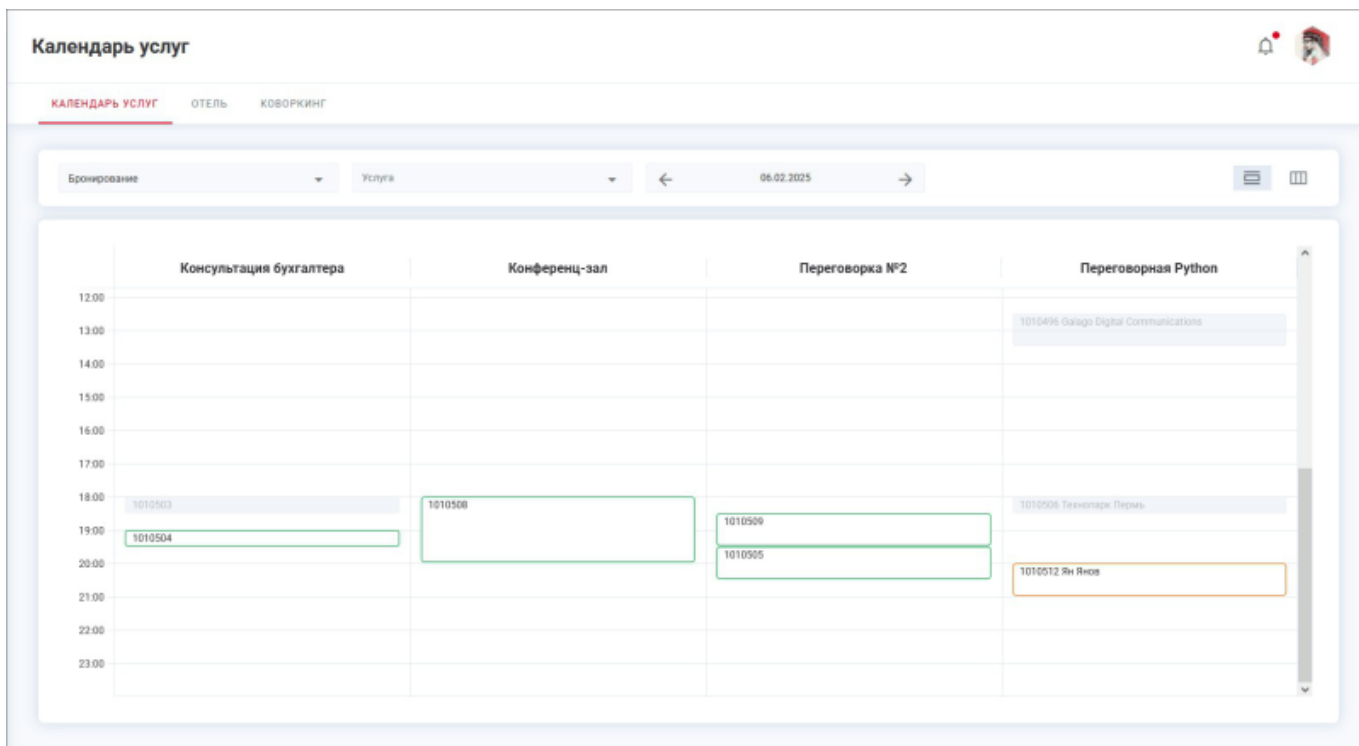 Календарь услуг
КАЛЕНДАРЬ УСЛУГ ОТЕЛЬ КОВОРКИНГ
Бронирование Услуга 06.02.2025
Консультация бухгалтера Конференц-зал Переговорка №2 Переговорная Python
12:00
1010496 Galago Digital Communications
13:00
14:00
15:00
16:00
17:00
18:00
1010503 1010508 1010506 Технопарк Пермь
1010509
19:00
1010504
1010505
20:00
1010512 Ян Янов
21:00
22:00
23:00